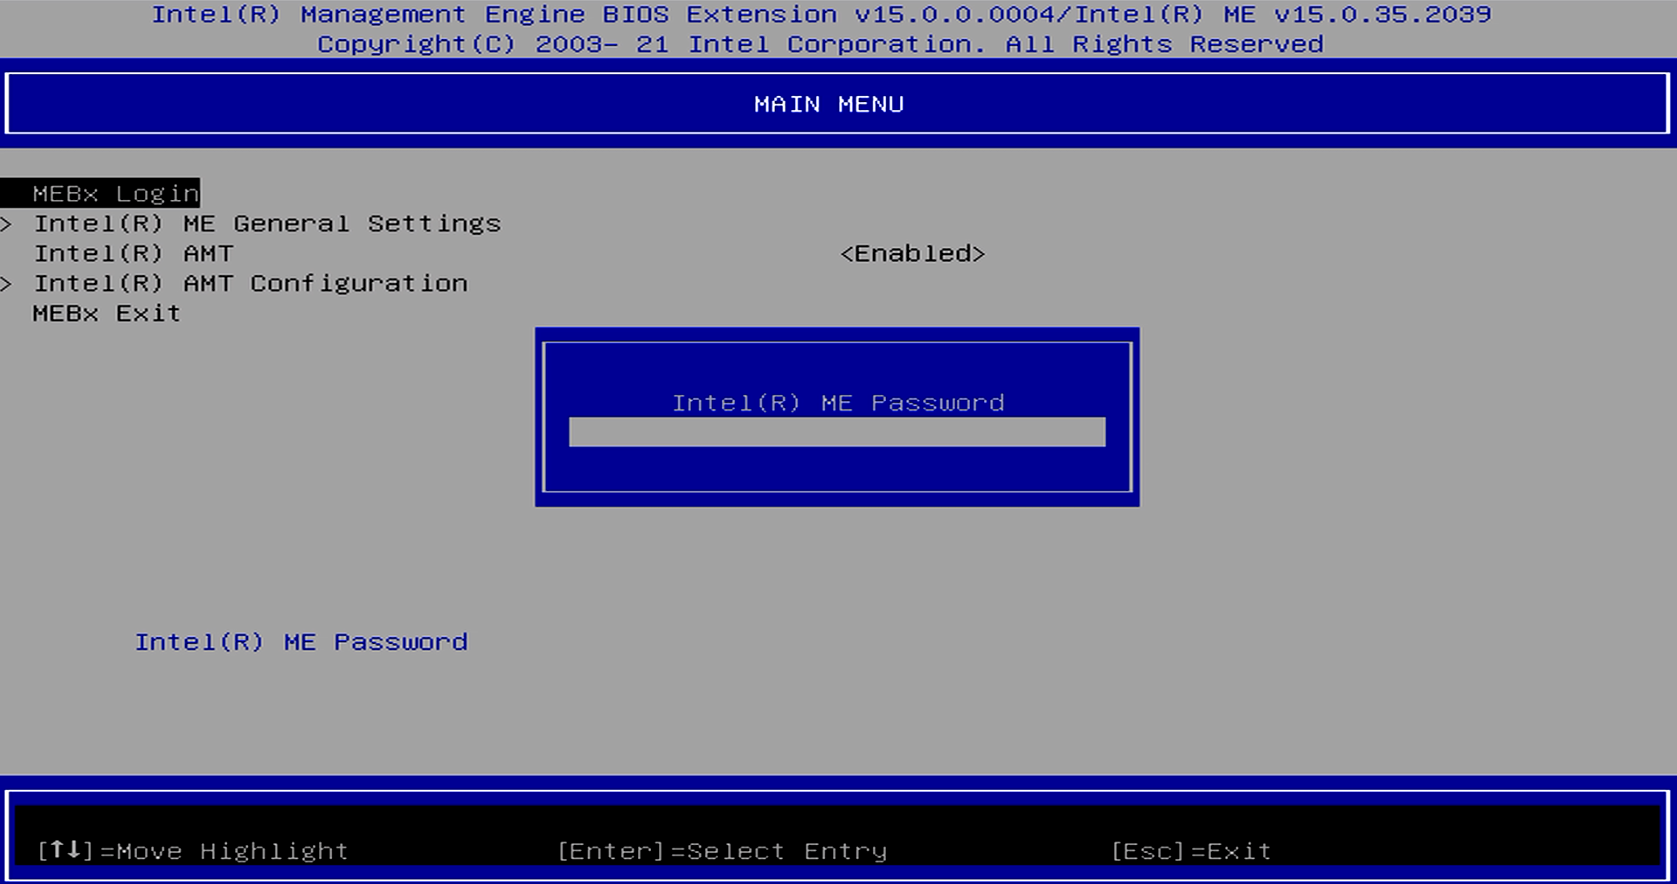 Intel(R) Management Engine BIOS Extension v15.0.0.0004/Intel(R) ME v15.0.35.2039
Copyright(C) 2003- 21 Intel Corporation. All Rights Reserved
MAIN MENU
MEBx Login
> Intel(R) ME General Settings
Intel(R) AMT <Enabled>
> Intel(R) AMT Configuration
MEBx Exit
Intel(R) ME Password
Intel(R) ME Password
[↑↓]=Move Highlight [Enter]=Select Entry [Esc]=Exit